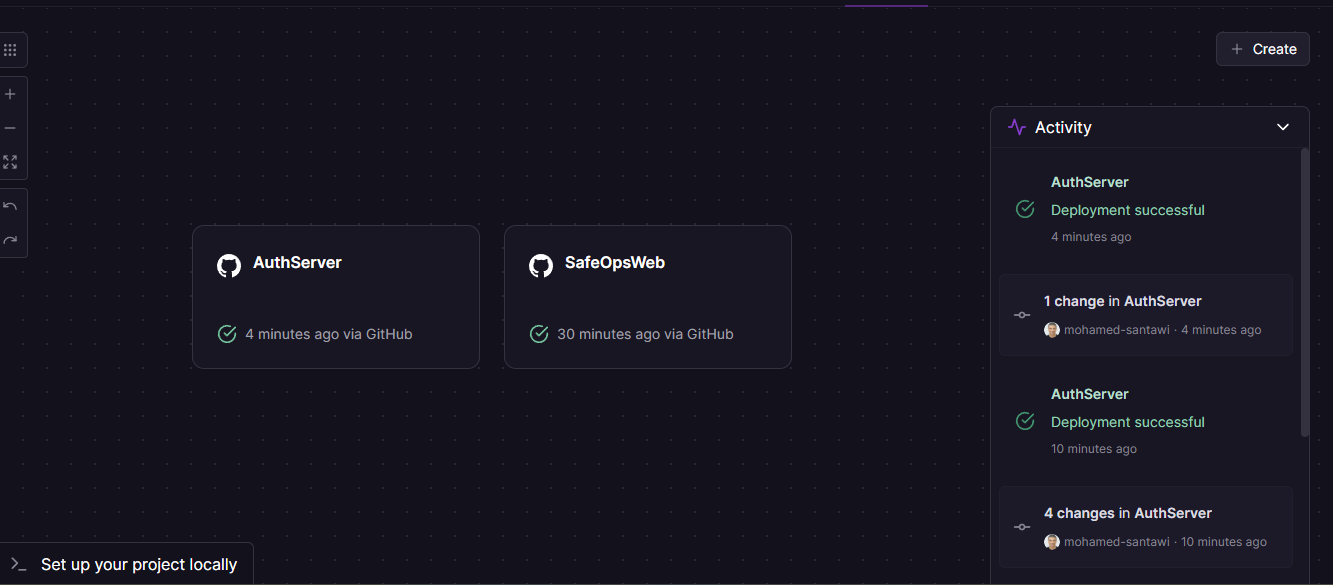 Create
Activity
AuthServer
Deployment successful
4 minutes ago
1 change in AuthServer
mohamed-santawi · 4 minutes ago
AuthServer
Deployment successful
10 minutes ago
4 changes in AuthServer
mohamed-santawi · 10 minutes ago
AuthServer
4 minutes ago via GitHub
SafeOpsWeb
30 minutes ago via GitHub
Set up your project locally